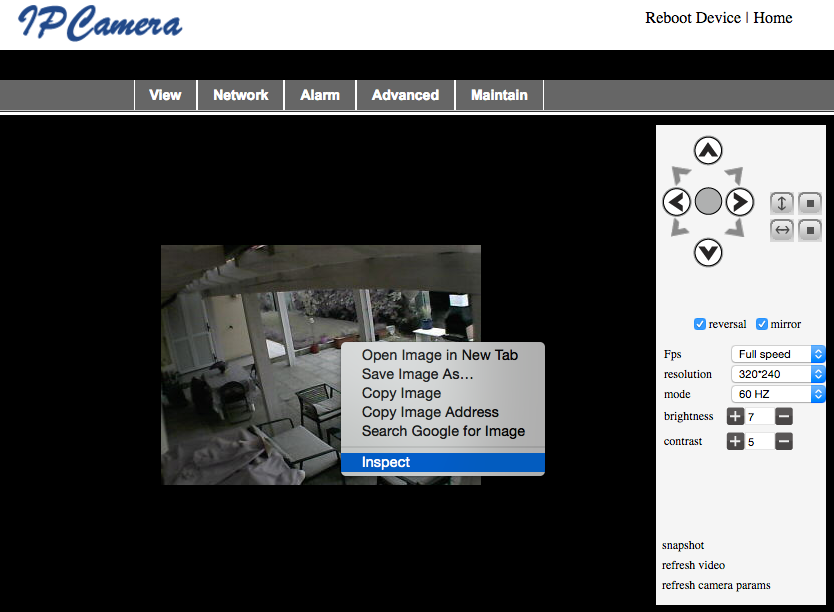 IPCamera
Reboot Device | Home
View Network Alarm Advanced Maintain
reversal mirror
Fps Full speed
resolution 320*240
mode 60 HZ
brightness 7
contrast 5
Open Image in New Tab
Save Image As…
Copy Image
Copy Image Address
Search Google for Image
Inspect
snapshot
refresh video
refresh camera params